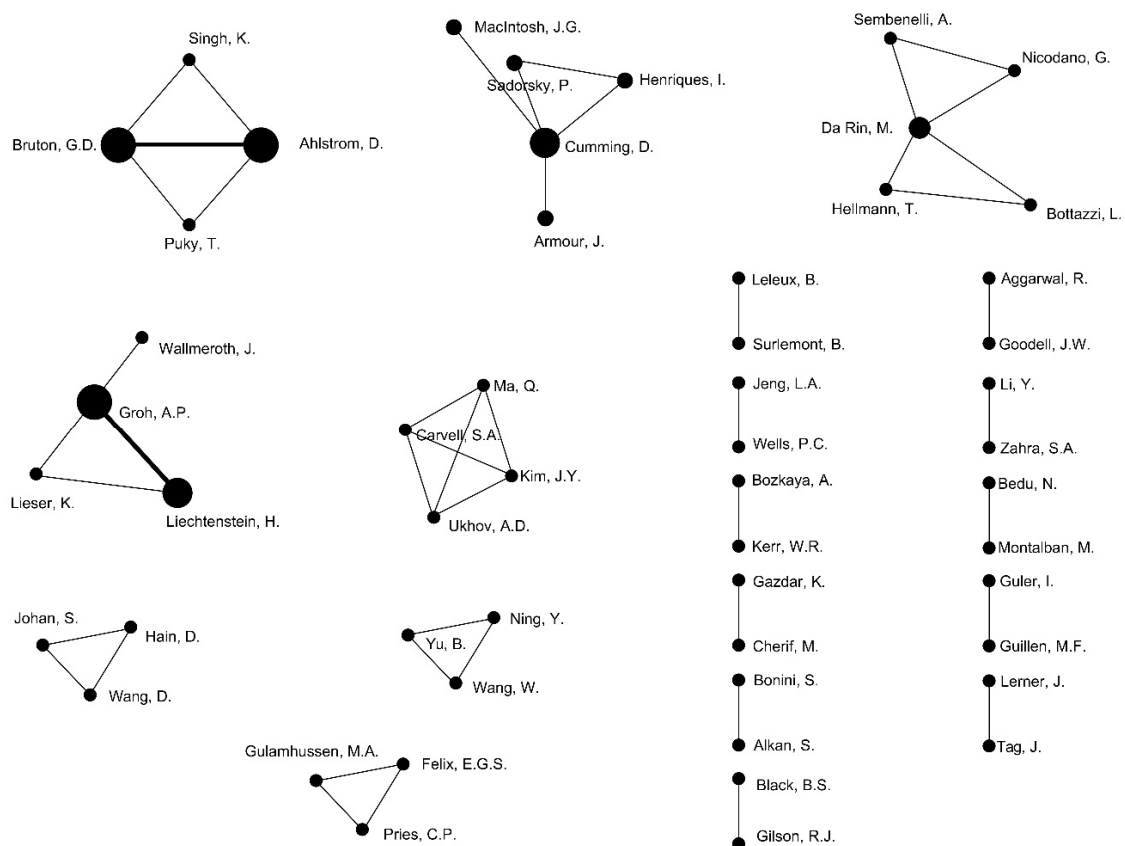 Singh, K.
Bruton, G.D.
Ahlstrom, D.
Puky, T.
MacIntosh, J.G.
Sadorsky, P.
Henriques, I.
Cumming, D.
Armour, J.
Sembenelli, A.
Nicodano, G.
Da Rin, M.
Hellmann, T.
Bottazzi, L.
Wallmeroth, J.
Groh, A.P.
Lieser, K.
Liechtenstein, H.
Ma, Q.
Carvell, S.A.
Kim, J.Y.
Ukhov, A.D.
Leleux, B.
Surlemont, B.
Jeng, L.A.
Wells, P.C.
Bozkaya, A.
Kerr, W.R.
Gazdar, K.
Cherif, M.
Bonini, S.
Alkan, S.
Black, B.S.
Gilson, R.J.
Aggarwal, R.
Goodell, J.W.
Li, Y.
Zahra, S.A.
Bedu, N.
Montalban, M.
Guler, I.
Guillen, M.F.
Lerner, J.
Tag, J.
Johan, S.
Hain, D.
Wang, D.
Ning, Y.
Yu, B.
Wang, W.
Gulamhussen, M.A.
Felix, E.G.S.
Pries, C.P.